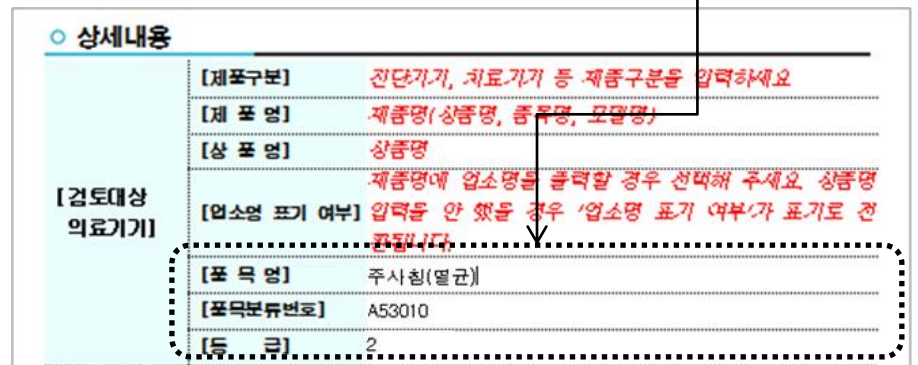 상세내용
[제품구분] 진단기기, 치료기기 등 제품구분을 입력하세요
[제 품 명] 제품명(상품명, 품목명, 모델명)
[상 품 명] 상품명
제품명에 업소명을 출력할 경우 선택해 주세요. 상품명
[검토대상
의료기기]
[업소명 표기 여부] 입력을 안 했을 경우 '업소명 표기 여부'가 표기로 전
환됩니다.
[품 목 명] 주사침(멸균)
[품목분류번호] A53010
[등 급] 2